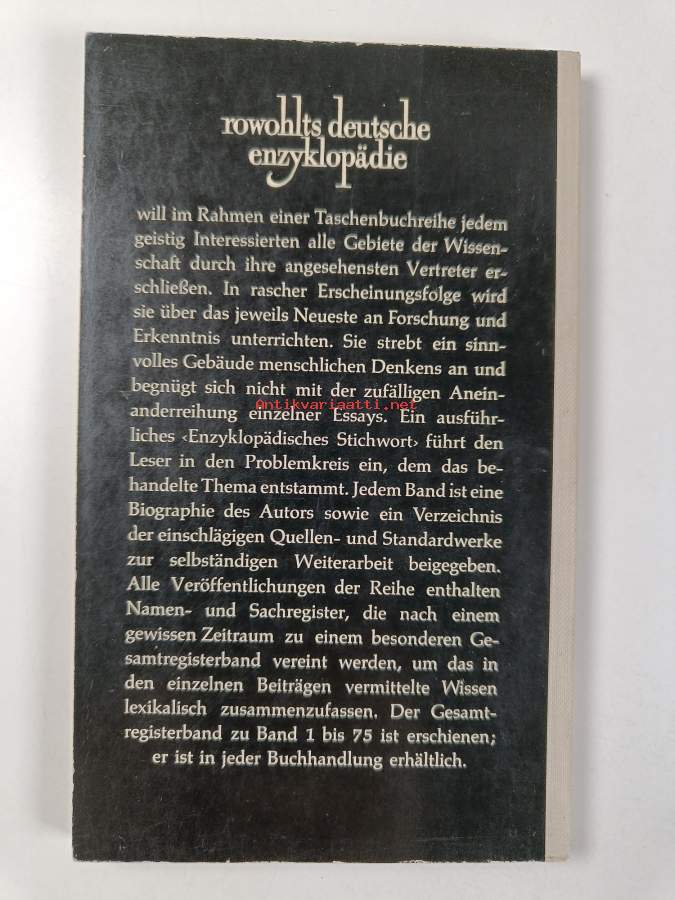 rowohlts deutsche
enzyklopädie
will im Rahmen einer Taschenbuchreihe jedem
geistig Interessierten alle Gebiete der Wissen-
schaft durch ihre angesehensten Vertreter er-
schließen. In rascher Erscheinungsfolge wird
sie über das jeweils Neueste an Forschung und
Erkenntnis unterrichten. Sie strebt ein sinn-
volles Gebäude menschlichen Denkens an und
begnügt sich nicht mit der zufälligen Anein-
Antikvariaatti.net
anderreihung einzelner Essays. Ein ausführ-
liches ‹Enzyklopädisches Stichwort› führt den
Leser in den Problemkreis ein, dem das be-
handelte Thema entstammt. Jedem Band ist eine
Biographie des Autors sowie ein Verzeichnis
der einschlägigen Quellen- und Standardwerke
zur selbständigen Weiterarbeit beigegeben.
Alle Veröffentlichungen der Reihe enthalten
Namen- und Sachregister, die nach einem
gewissen Zeitraum zu einem besonderen Ge-
samtregisterband vereint werden, um das in
den einzelnen Beiträgen vermittelte Wissen
lexikalisch zusammenzufassen. Der Gesamt-
registerband zu Band 1 bis 75 ist erschienen;
er ist in jeder Buchhandlung erhältlich.